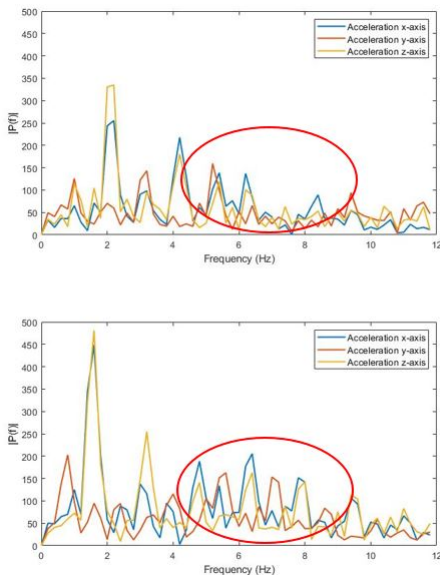 500
450
400
350
300
250
200
150
100
50
0
|P(f)|
Acceleration x-axis
Acceleration y-axis
Acceleration z-axis
0 2 4 6 8 10
Frequency (Hz)
500
450
400
350
300
250
200
150
100
50
0
|P(f)|
Acceleration x-axis
Acceleration y-axis
Acceleration z-axis
0 2 4 6 8 10
Frequency (Hz)